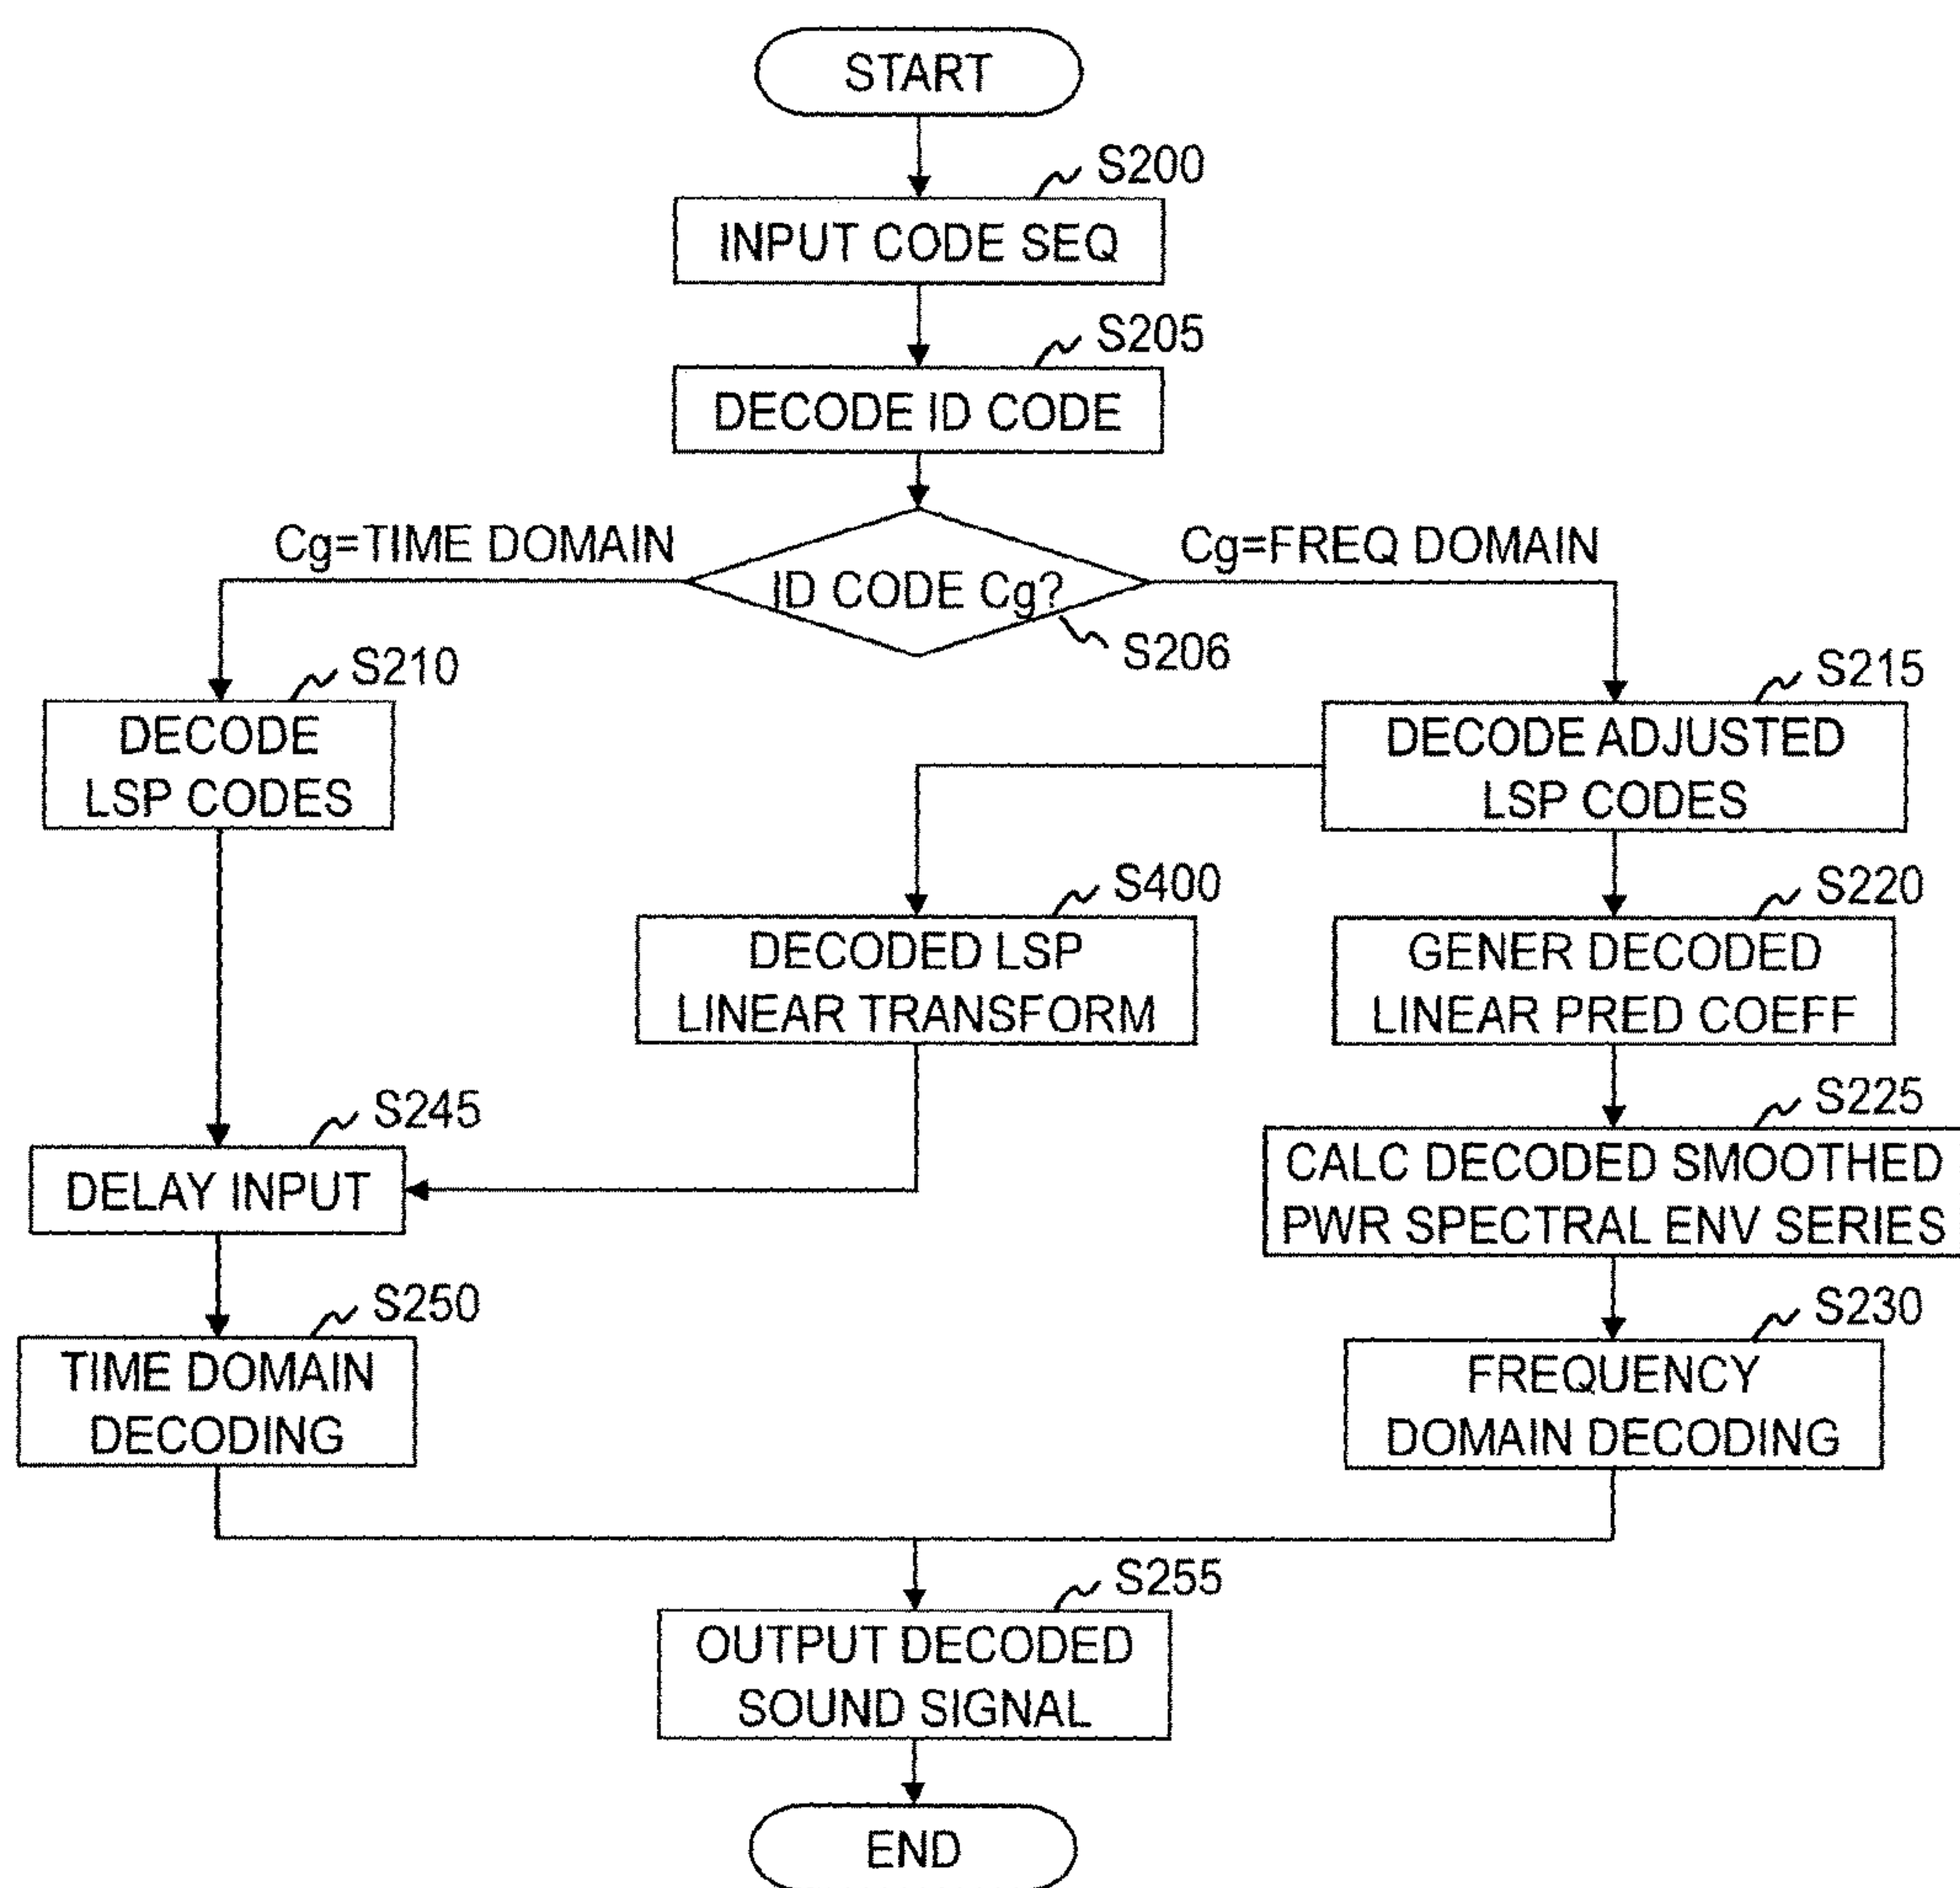 START
S200
INPUT CODE SEQ
S205
DECODE ID CODE
Cg=TIME DOMAIN
Cg=FREQ DOMAIN
ID CODE Cg?
S206
S210
DECODE
LSP CODES
S215
DECODE ADJUSTED
LSP CODES
S400
DECODED LSP
LINEAR TRANSFORM
S220
GENER DECODED
LINEAR PRED COEFF
S245
DELAY INPUT
S225
CALC DECODED SMOOTHED
PWR SPECTRAL ENV SERIES
S250
TIME DOMAIN
DECODING
S230
FREQUENCY
DOMAIN DECODING
S255
OUTPUT DECODED
SOUND SIGNAL
END